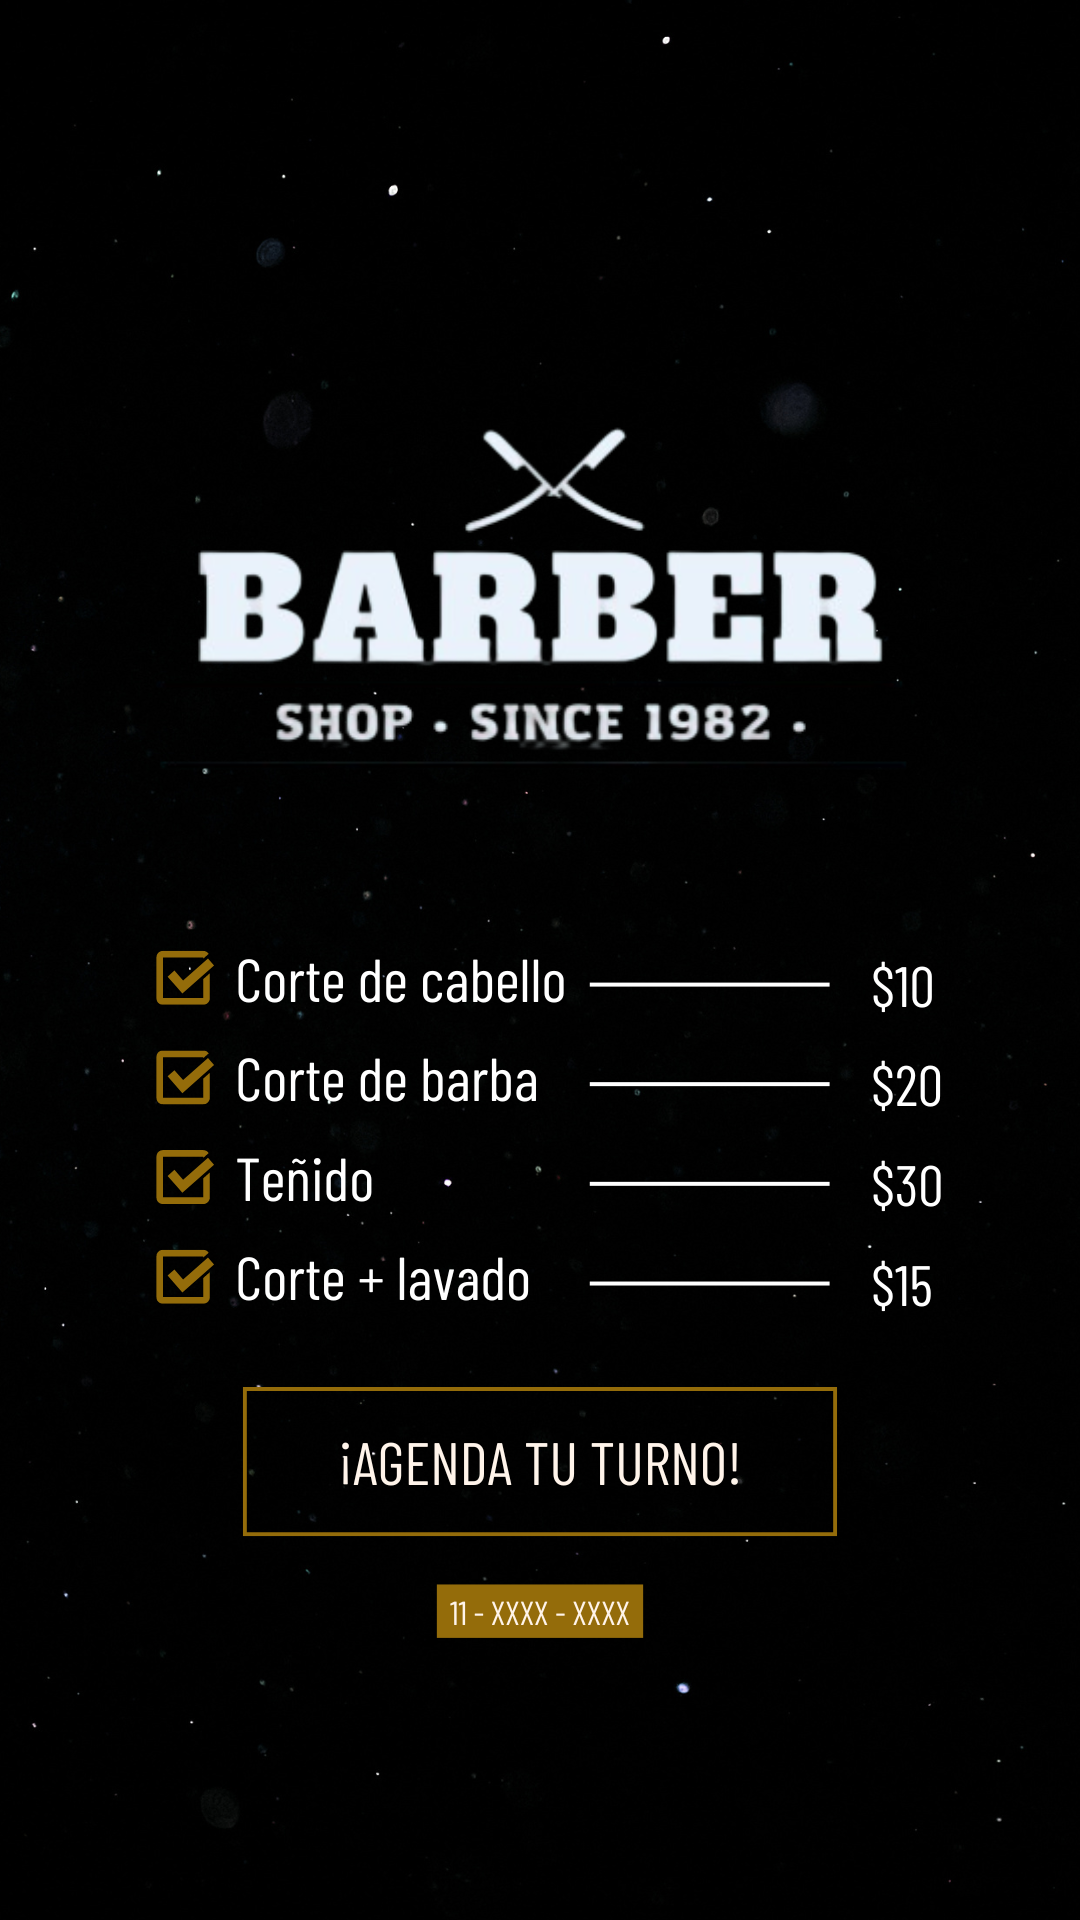 BARBER
SHOP • SINCE 1982 •
Corte de cabello $10
Corte de barba $20
Teñido $30
Corte + lavado $15
¡AGENDA TU TURNO!
11 - XXXX - XXXX